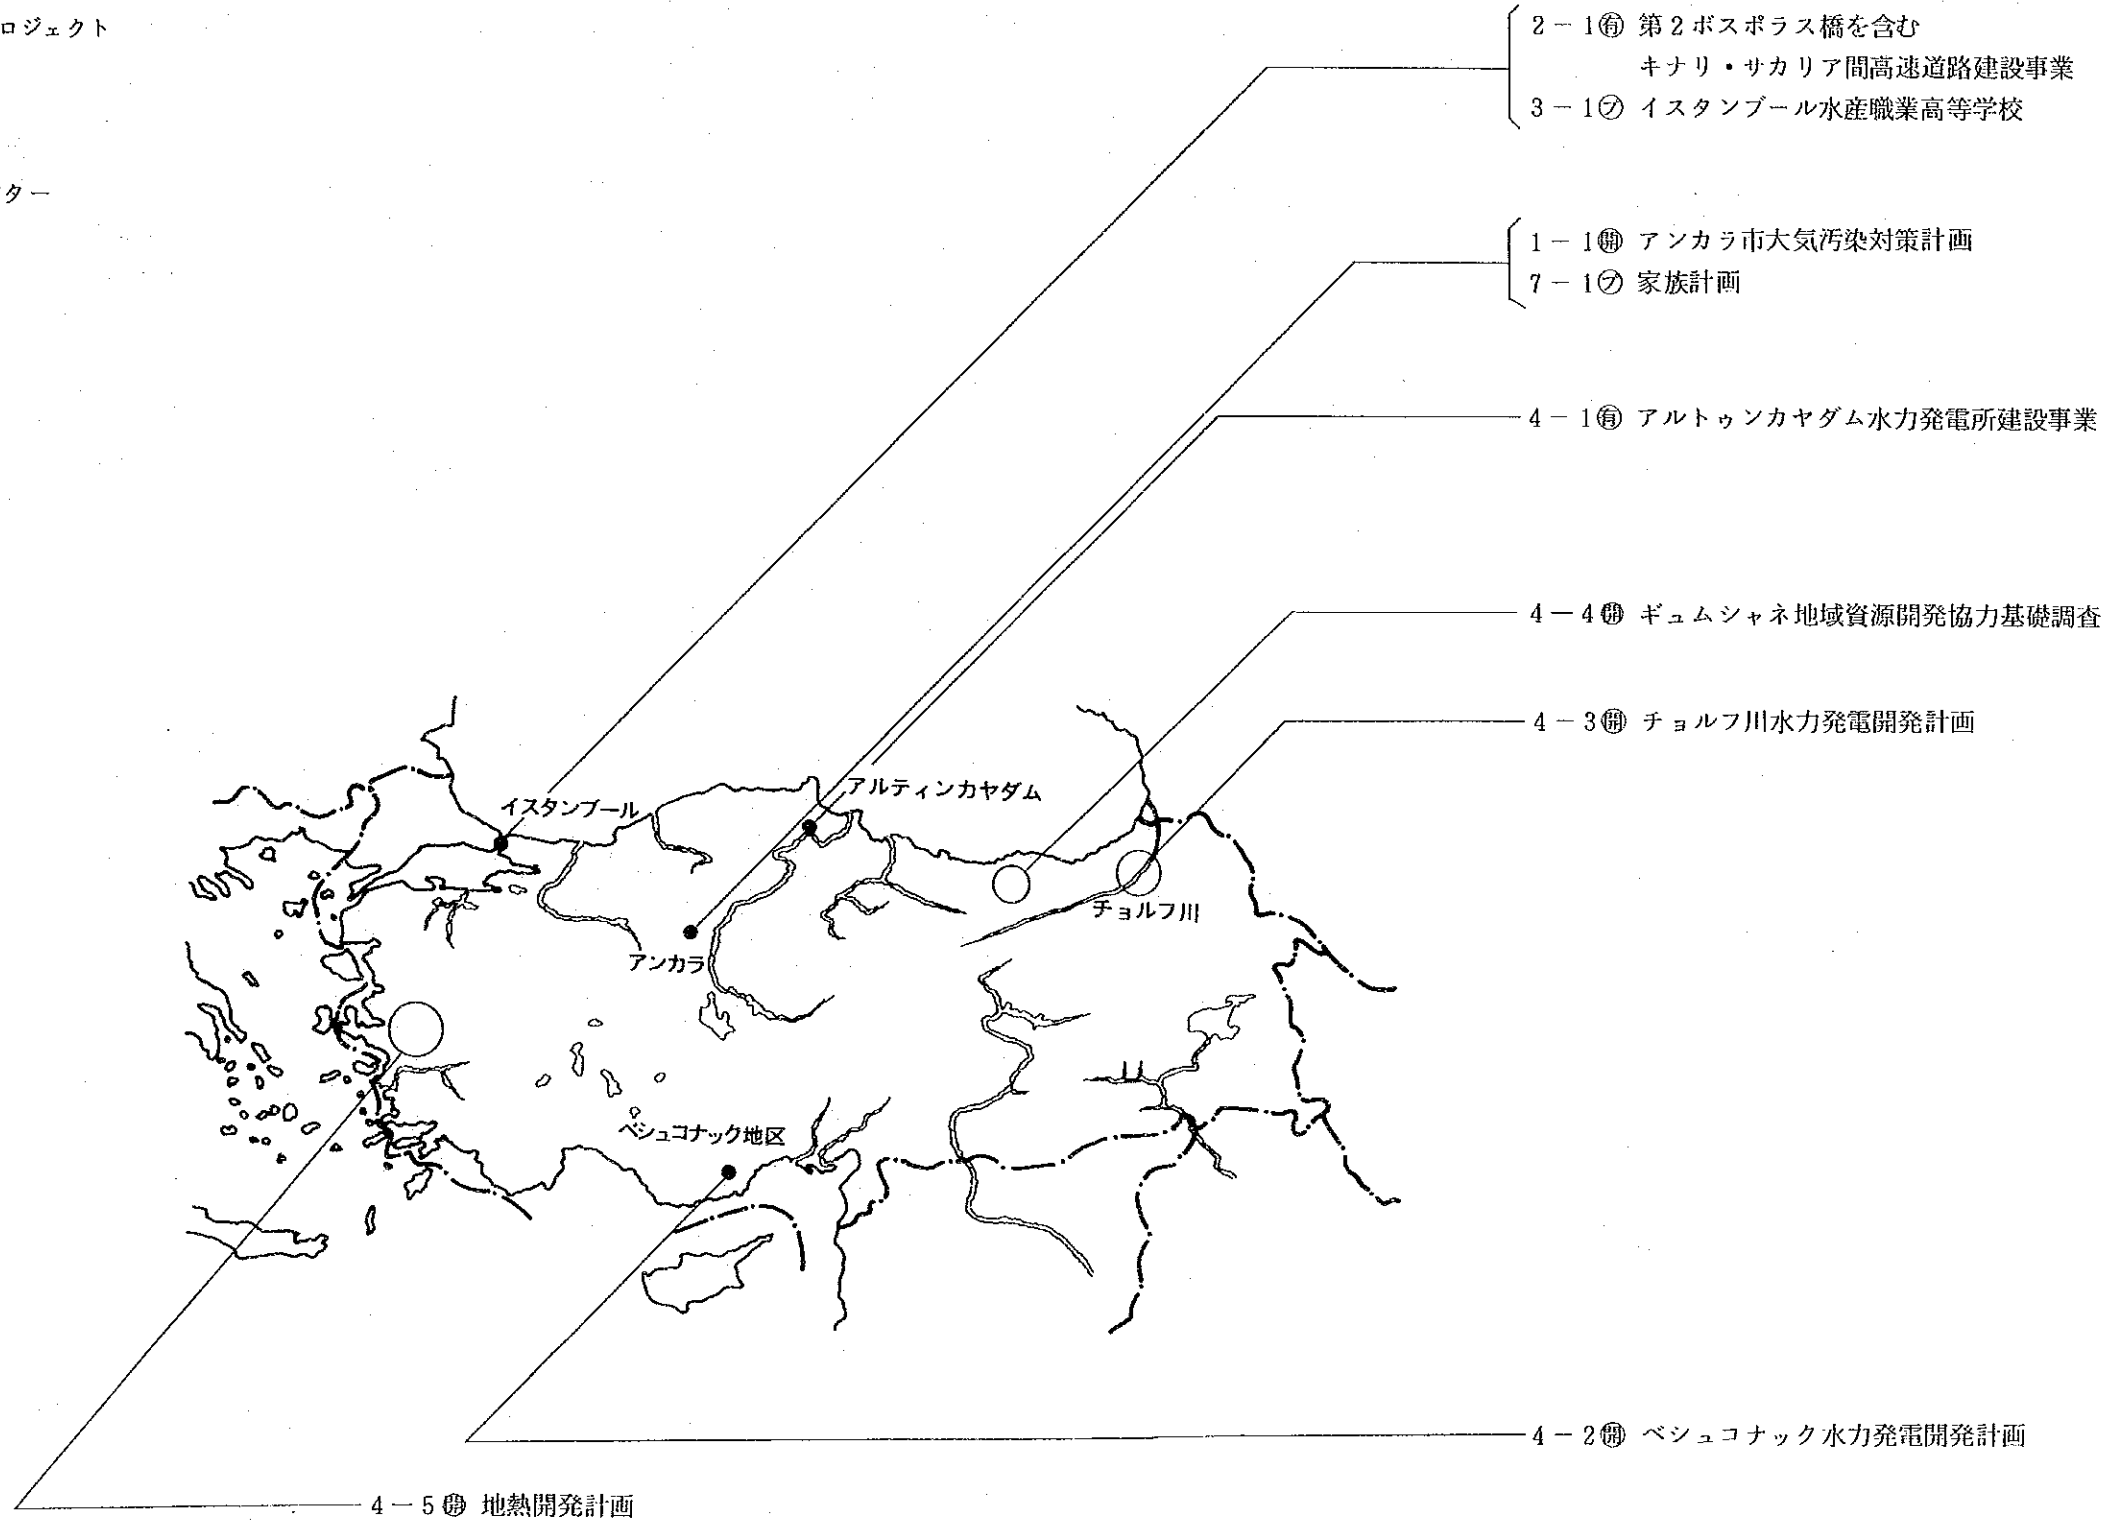 ロジェクト
ター
2－1㊒ 第2ボスポラス橋を含む
キナリ・サカリア間高速道路建設事業
3－1㋫ イスタンブール水産職業高等学校
1－1㊞ アンカラ市大気汚染対策計画
7－1㋫ 家族計画
4－1㊒ アルトゥンカヤダム水力発電所建設事業
4－4 ギュムシャネ地域資源開発協力基礎調査
4－3 チョルフ川水力発電開発計画
イスタンブール
アルティンカヤダム
チョルフ川
アンカラ
ベシュコナック地区
4－2 ベシュコナック水力発電開発計画
4－5 地熱開発計画